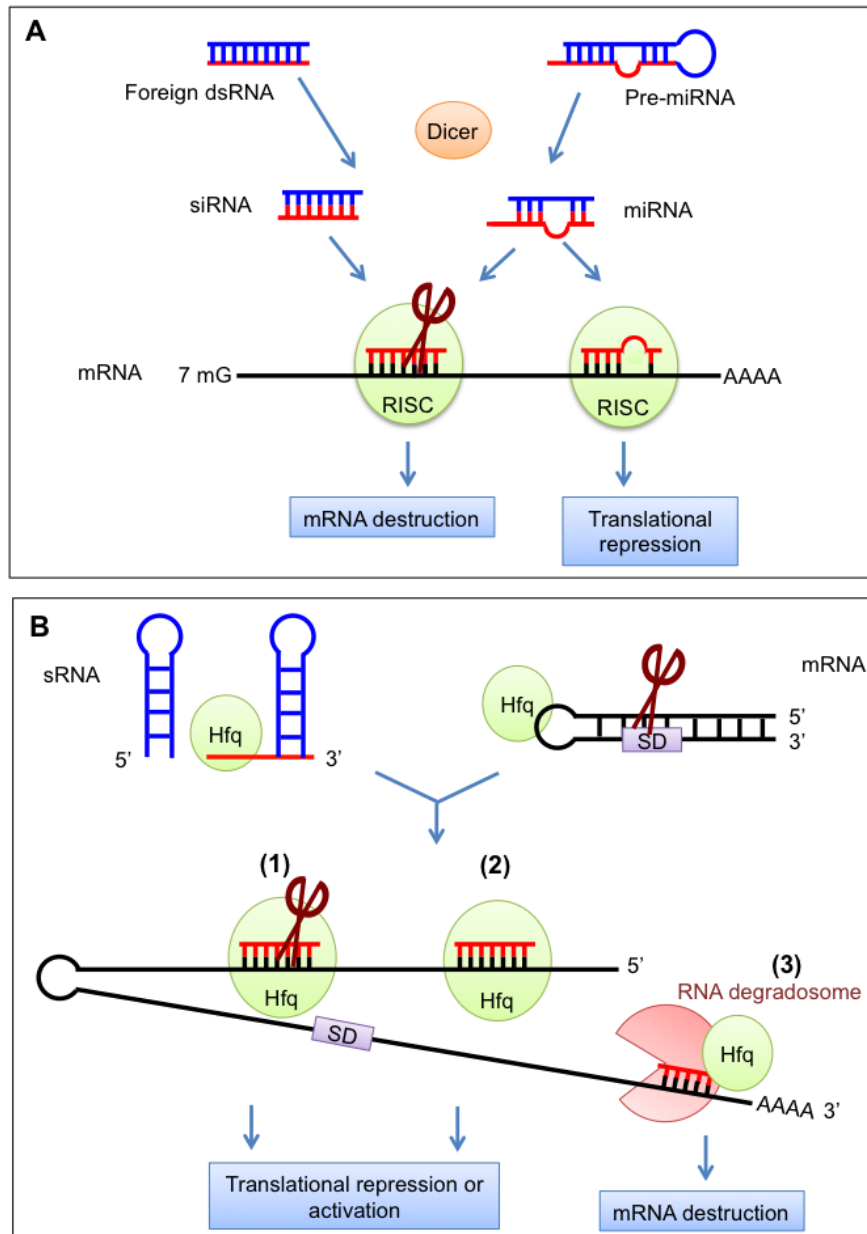 A
Foreign dsRNA
Pre-miRNA
Dicer
siRNA
miRNA
mRNA 7 mG AAAA
RISC RISC
mRNA destruction
Translational
repression
B
sRNA
mRNA
Hfq
Hfq
5'
3'
5'
SD
3'
(1) (2)
5'
(3)
RNA degradosome
Hfq Hfq
Hfq
SD
AAAA 3'
Translational repression or
activation
mRNA destruction